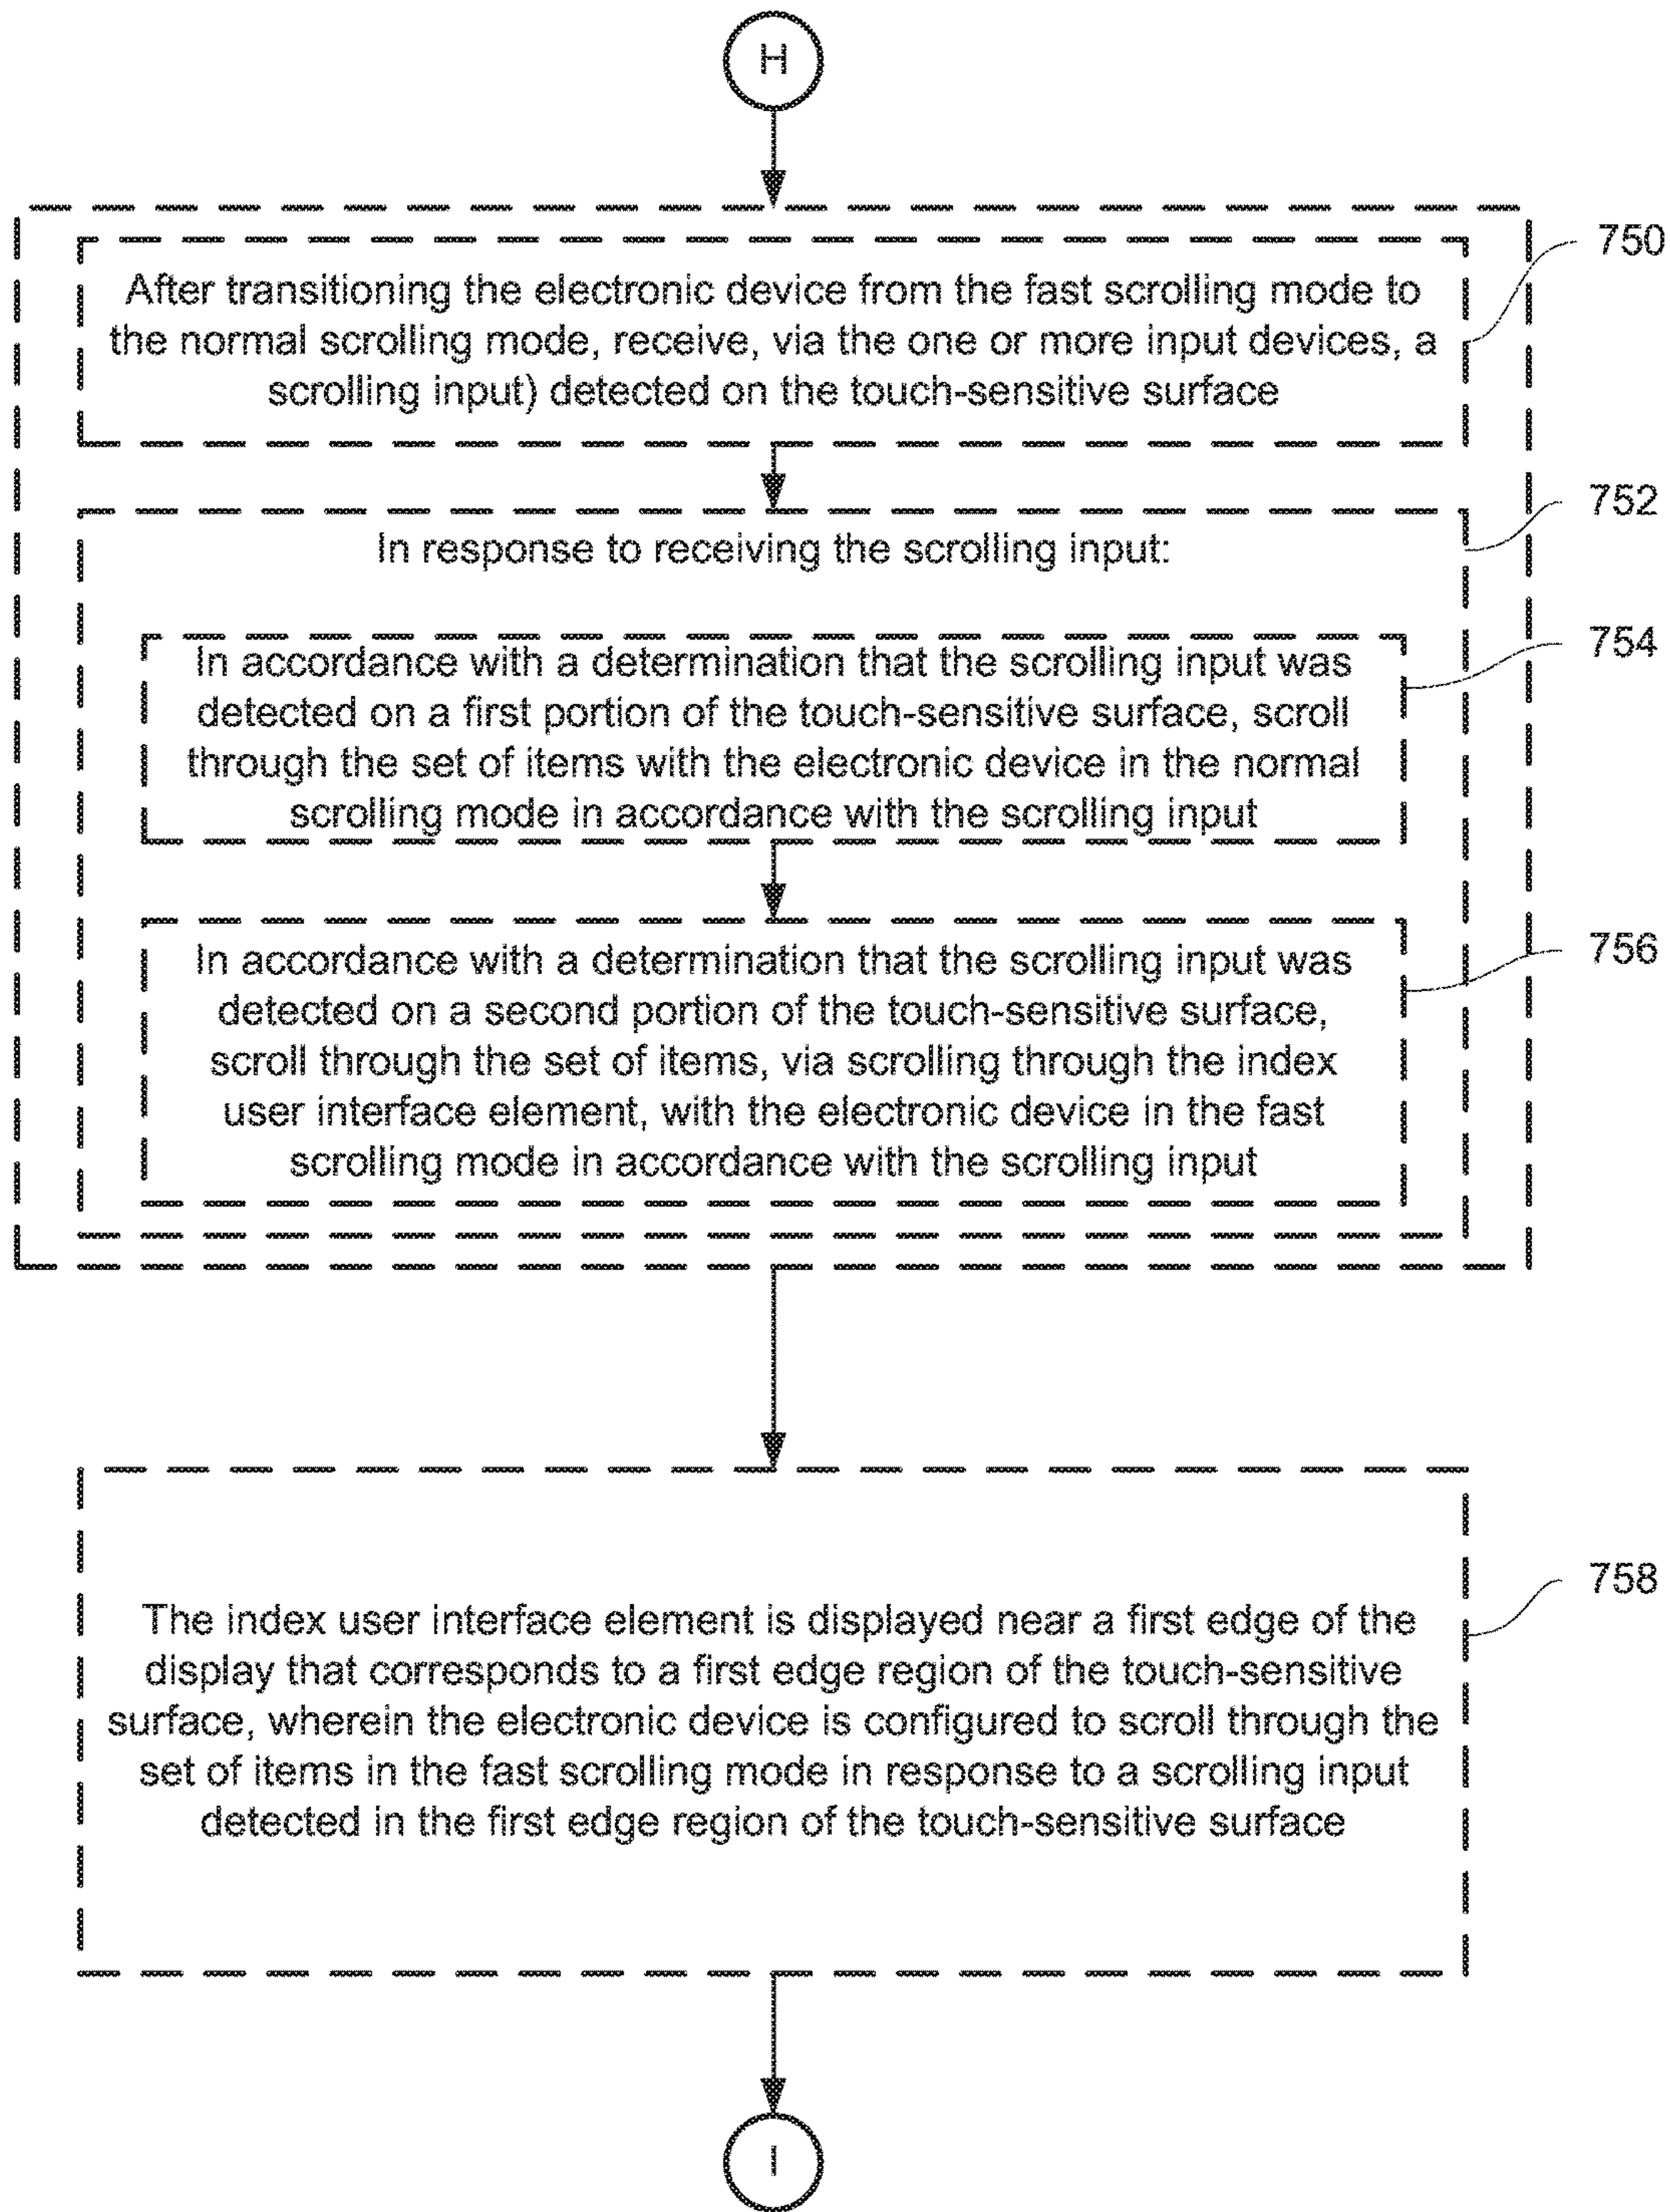 H
750
After transitioning the electronic device from the fast scrolling mode to
the normal scrolling mode, receive, via the one or more input devices, a
scrolling input) detected on the touch-sensitive surface
752
In response to receiving the scrolling input:
754
In accordance with a determination that the scrolling input was
detected on a first portion of the touch-sensitive surface, scroll
through the set of items with the electronic device in the normal
scrolling mode in accordance with the scrolling input
756
In accordance with a determination that the scrolling input was
detected on a second portion of the touch-sensitive surface,
scroll through the set of items, via scrolling through the index
user interface element, with the electronic device in the fast
scrolling mode in accordance with the scrolling input
758
The index user interface element is displayed near a first edge of the
display that corresponds to a first edge region of the touch-sensitive
surface, wherein the electronic device is configured to scroll through the
set of items in the fast scrolling mode in response to a scrolling input
detected in the first edge region of the touch-sensitive surface
I